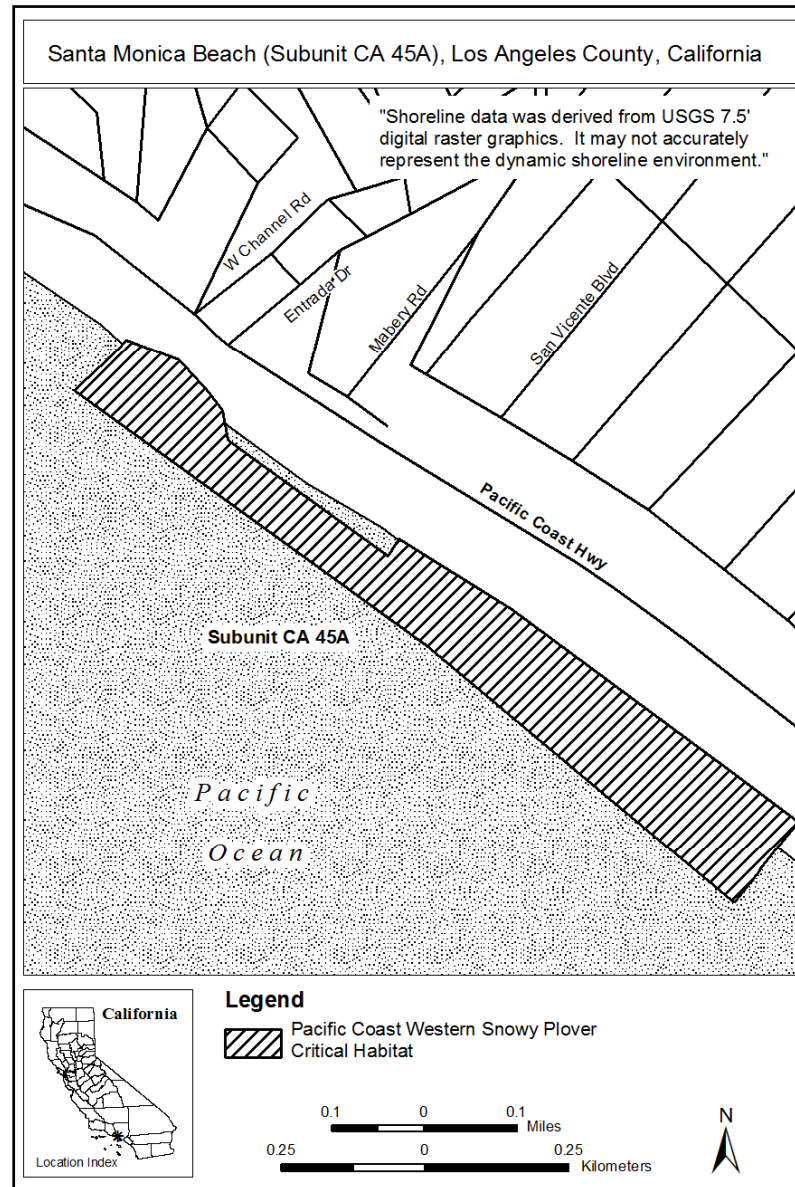 Santa Monica Beach (Subunit CA 45A), Los Angeles County, California
"Shoreline data was derived from USGS 7.5'
digital raster graphics.  It may not accurately
represent the dynamic shoreline environment."
W Channel Rd
Entrada Dr
Mabery Rd
San Vicente Blvd
Pacific Coast Hwy
Subunit CA 45A
Pacific
Ocean
California
Location Index
Legend
Pacific Coast Western Snowy Plover
Critical Habitat
0.1 0 0.1
Miles
0.25 0 0.25
Kilometers
N